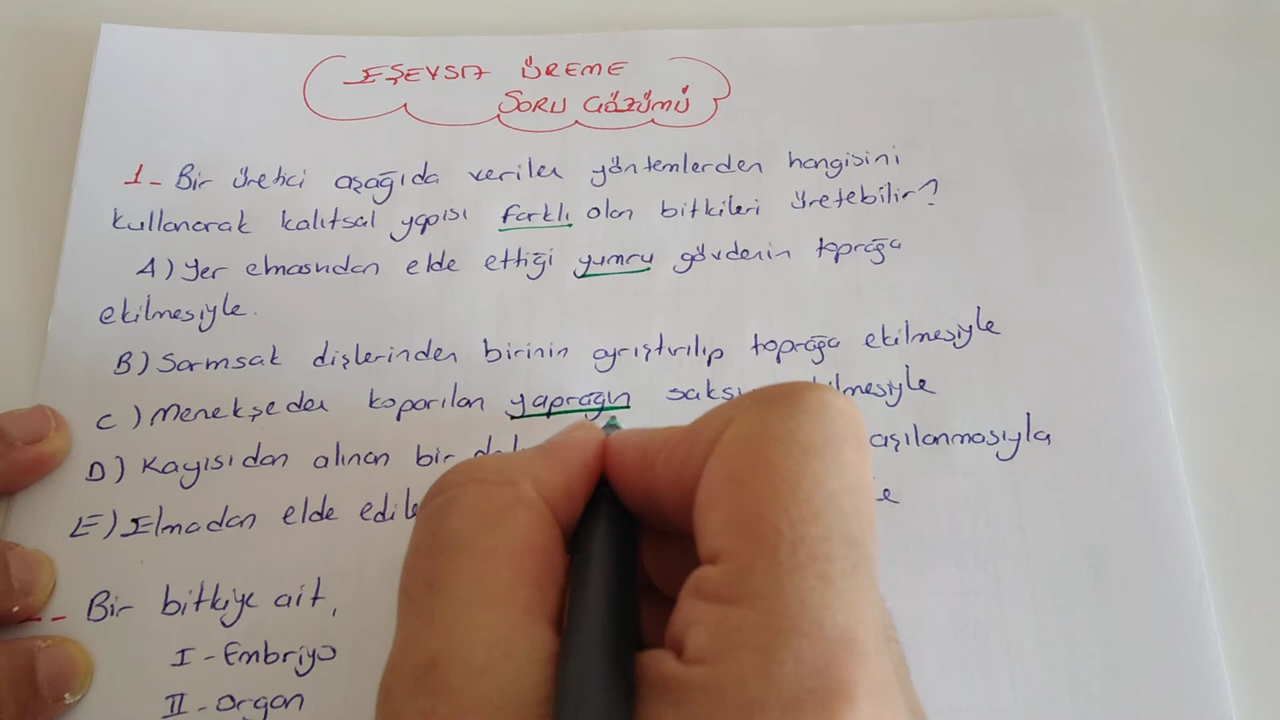 EŞEYSİZ ÜREME
SORU ÇÖZÜMÜ
1- Bir üretici aşağıda verilen yöntemlerden hangisini
kullanarak kalıtsal yapısı farklı olan bitkileri üretebilir?
A) Yer elmasından elde ettiği yumru gövdenin toprağa
ekilmesiyle.
B) Sarmsak dişlerinden birinin ayrıştırılıp toprağa ekilmesiyle
C) Menekşeden koparılan yaprağın
D) Kayısıdan alınan bir aşılanmasıyla
E) Elmadan elde
Bir bitkiye ait,
I - Embriyo
II - Organ